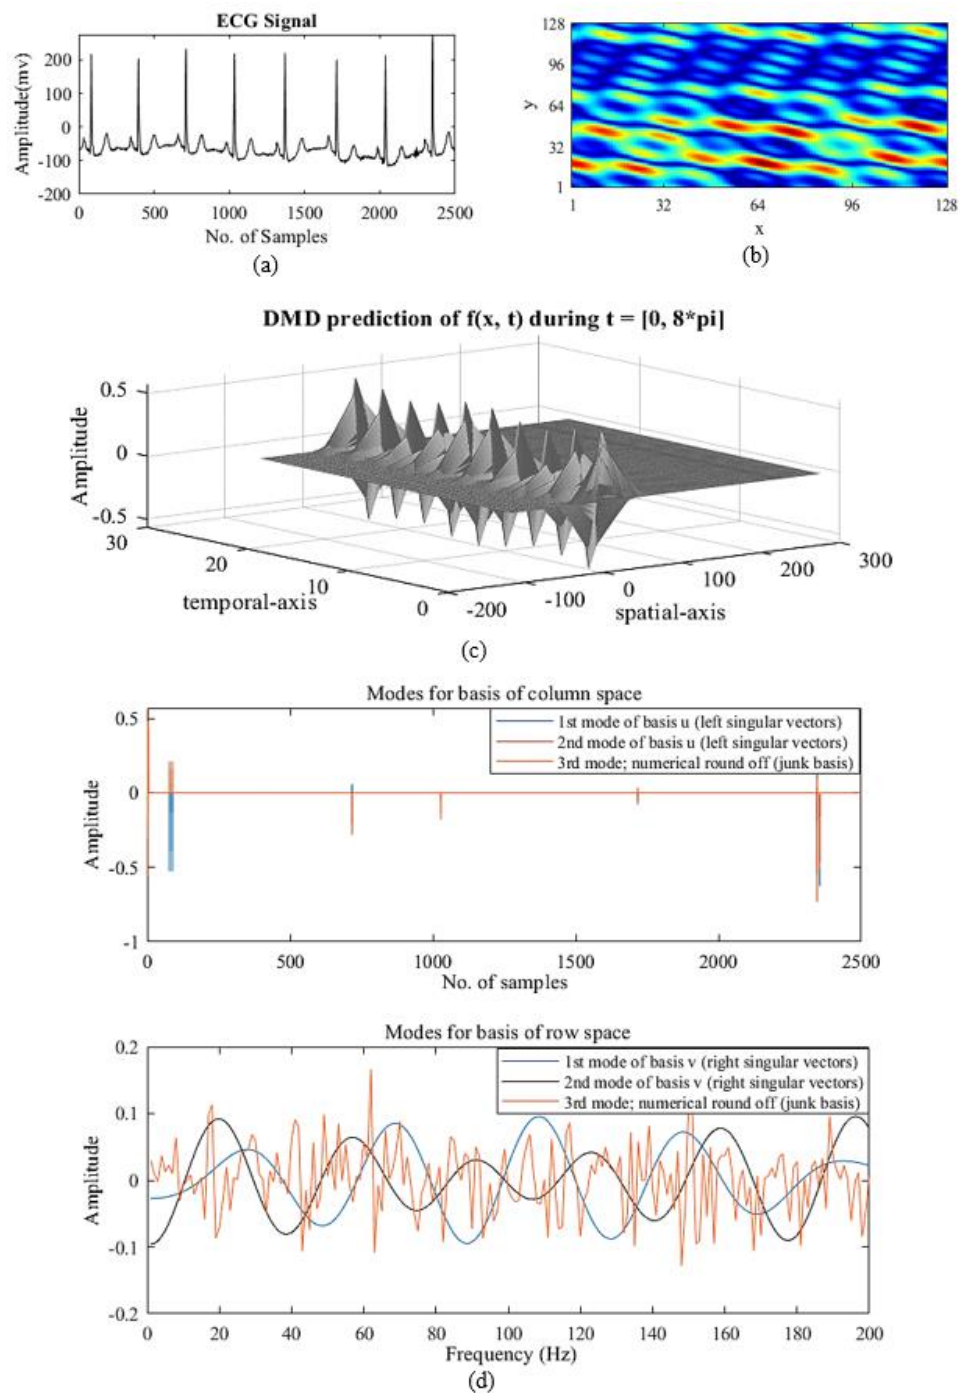 ECG Signal
Amplitude(mv)
200
100
0
-100
-200
0
500
1000
1500
2000
2500
No. of Samples
(a)
128
96
64
32
1
y
1
32
64
96
128
x
(b)
DMD prediction of f(x, t) during t = [0, 8*pi]
Amplitude
0.5
0
-0.5
30
20
10
0
temporal-axis
-200
-100
0
100
200
300
spatial-axis
(c)
Modes for basis of column space
1st mode of basis u (left singular vectors)
2nd mode of basis u (left singular vectors)
3rd mode; numerical round off (junk basis)
Amplitude
0.5
0
-0.5
-1
0
500
1000
1500
2000
2500
No. of samples
Modes for basis of row space
1st mode of basis v (right singular vectors)
2nd mode of basis v (right singular vectors)
3rd mode; numerical round off (junk basis)
Amplitude
0.2
0.1
0
-0.1
-0.2
0
20
40
60
80
100
120
140
160
180
200
Frequency (Hz)
(d)